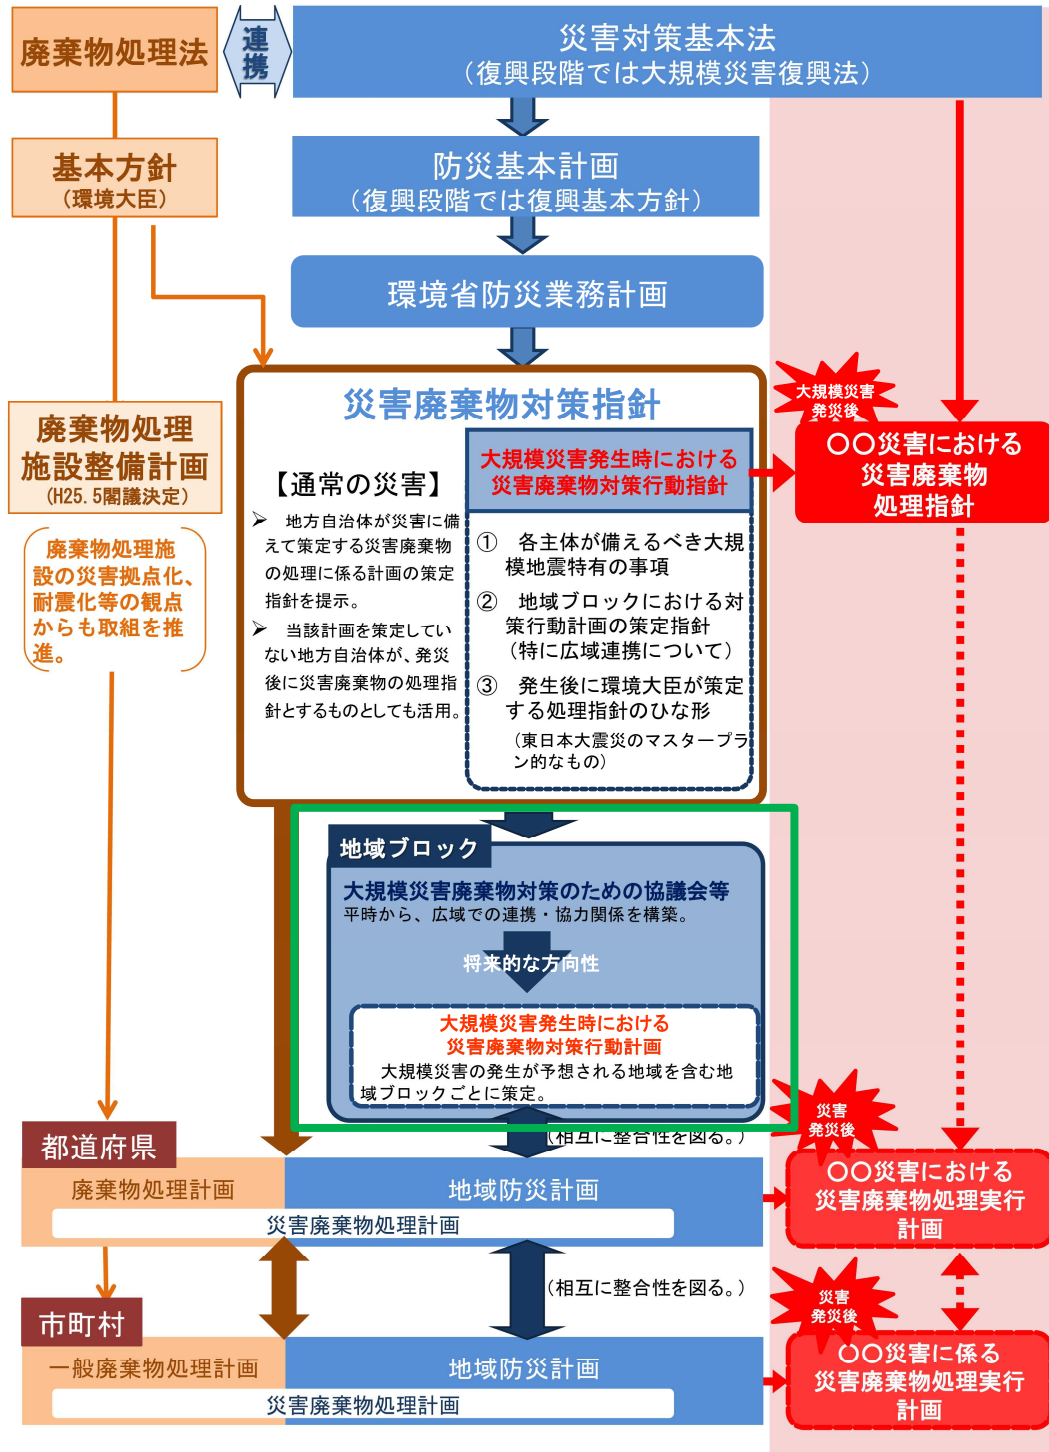 廃棄物処理法
連携
災害対策基本法
（復興段階では大規模災害復興法）
基本方針
（環境大臣）
防災基本計画
（復興段階では復興基本方針）
環境省防災業務計画
廃棄物処理
施設整備計画
（H25.5閣議決定）
廃棄物処理施
設の災害拠点化、
耐震化等の観点
からも取組を推
進。
災害廃棄物対策指針
【通常の災害】
➢ 地方自治体が災害に備
えて策定する災害廃棄物
の処理に係る計画の策定
指針を提示。
➢ 当該計画を策定してい
ない地方自治体が、発災
後に災害廃棄物の処理指
針とするものとしても活用。
大規模災害発生時における
災害廃棄物対策行動指針
① 各主体が備えるべき大規
模地震特有の事項
② 地域ブロックにおける対
策行動計画の策定指針
（特に広域連携について）
③ 発生後に環境大臣が策定
する処理指針のひな形
（東日本大震災のマスタープラ
ン的なもの）
大規模災害
発災後
〇〇災害における
災害廃棄物
処理指針
地域ブロック
大規模災害廃棄物対策のための協議会等
平時から、広域での連携・協力関係を構築。
将来的な方向性
大規模災害発生時における
災害廃棄物対策行動計画
大規模災害の発生が予想される地域を含む地
域ブロックごとに策定。
（相互に整合性を図る。）
都道府県
廃棄物処理計画
地域防災計画
災害廃棄物処理計画
災害
発災後
〇〇災害における
災害廃棄物処理実行
計画
（相互に整合性を図る。）
市町村
一般廃棄物処理計画
地域防災計画
災害廃棄物処理計画
災害
発災後
〇〇災害に係る
災害廃棄物処理実行
計画